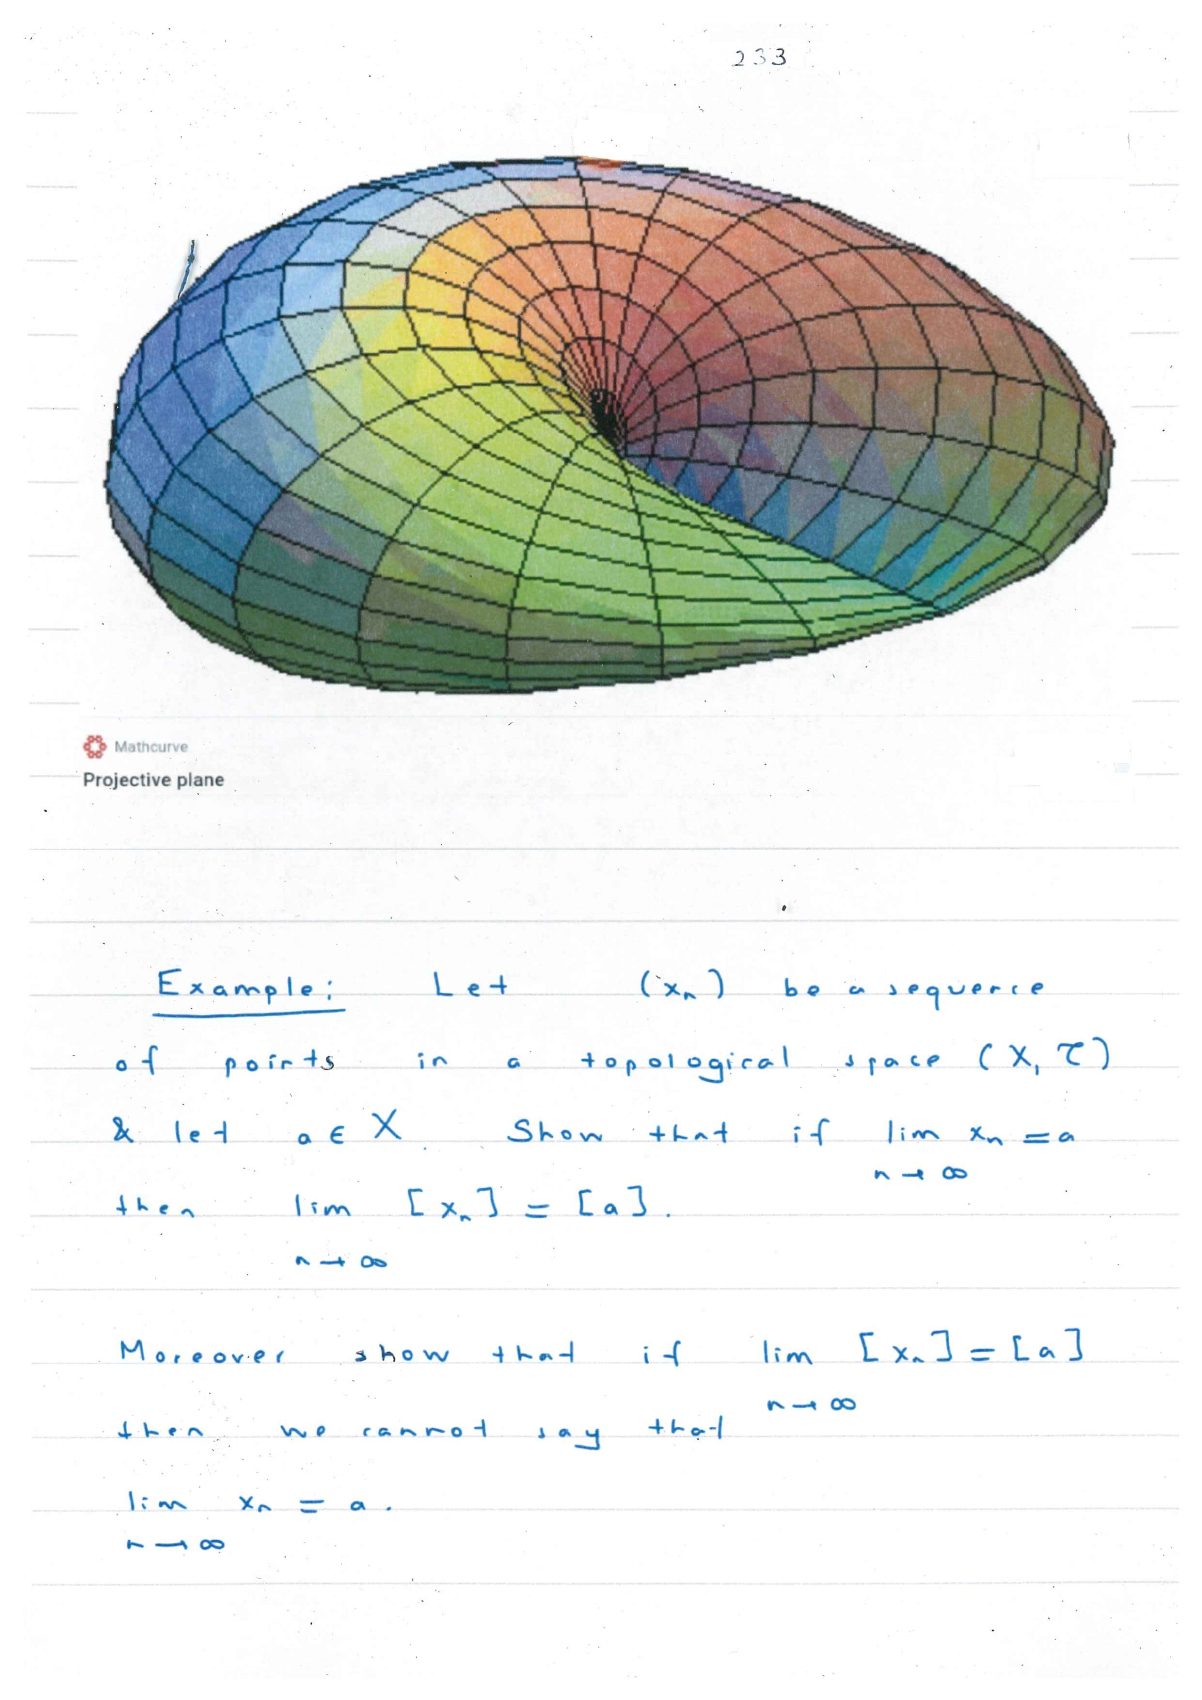 233
Mathcurve
Projective plane
Example: Let (xₙ) be a sequence
of points in a topological space (X, τ)
& let a ∈ X. Show that if lim xₙ = a
n → ∞
then lim [xₙ] = [a].
n → ∞
Moreover show that if lim [xₙ] = [a]
n → ∞
then we cannot say that
lim xₙ = a.
n → ∞